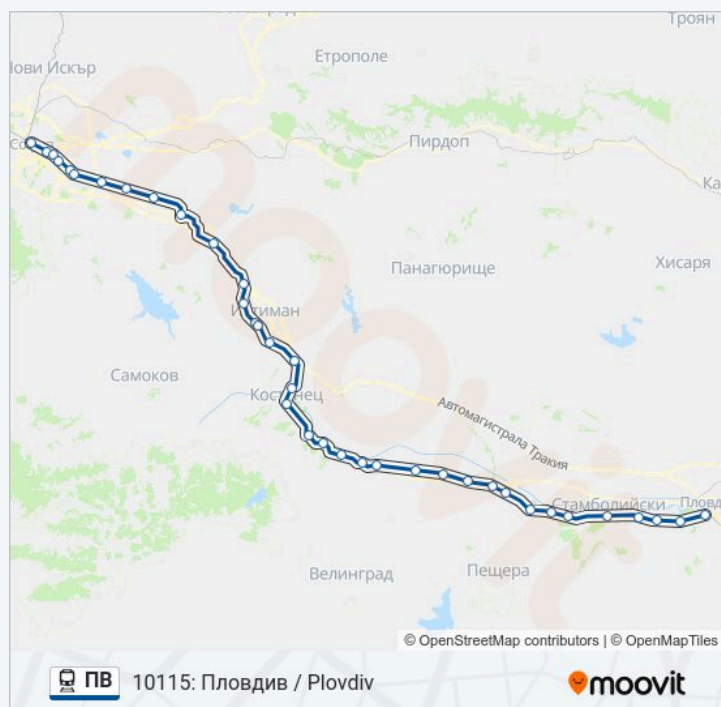 Троян
Етрополе
Нови Искър
Пирдоп
Панагюрище
Хисаря
Ихтиман
Самоков
Костенец
Автомагистрала Тракия
Стамболийски
Пловд
Велинград
Пещера
© OpenStreetMap contributors | © OpenMapTiles
ПВ 10115: Пловдив / Plovdiv
moovit